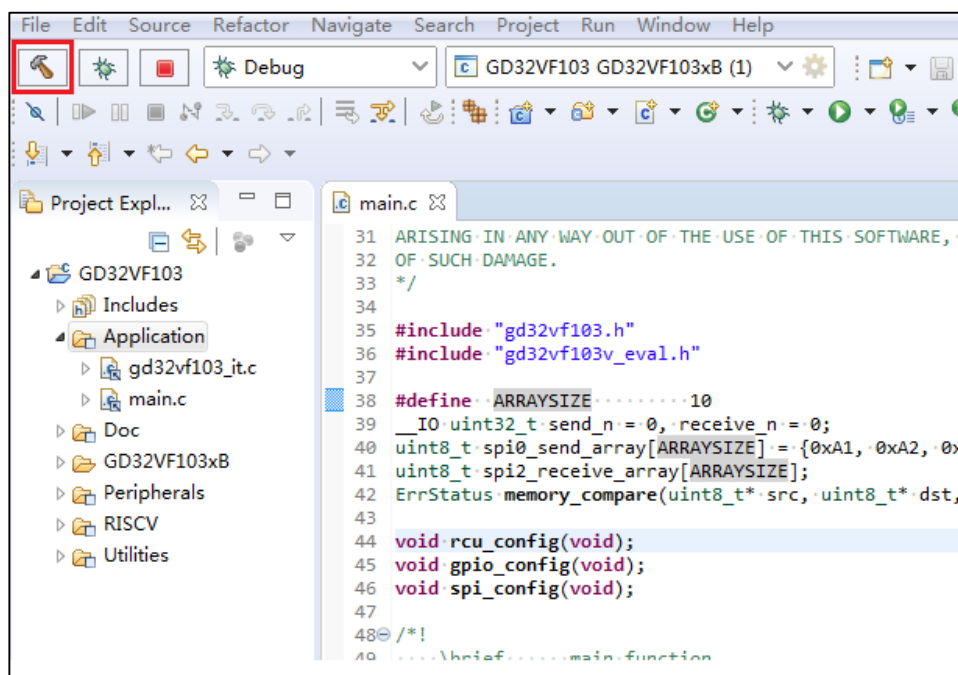 File Edit Source Refactor Navigate Search Project Run Window Help
Debug
GD32VF103 GD32VF103xB (1)
Project Expl...
GD32VF103
Includes
Application
gd32vf103_it.c
main.c
Doc
GD32VF103xB
Peripherals
RISCV
Utilities
main.c
31 ARISING IN ANY WAY OUT OF THE USE OF THIS SOFTWARE,
32 OF SUCH DAMAGE.
33 */
34
35 #include "gd32vf103.h"
36 #include "gd32vf103v_eval.h"
37
38 #define ARRAYSIZE 10
39 __IO uint32_t send_n = 0, receive_n = 0;
40 uint8_t spi0_send_array[ARRAYSIZE] = {0xA1, 0xA2, 0x
41 uint8_t spi2_receive_array[ARRAYSIZE];
42 ErrStatus memory_compare(uint8_t* src, uint8_t* dst,
43
44 void rcu_config(void);
45 void gpio_config(void);
46 void spi_config(void);
47
48 /*!
49 \brief main function